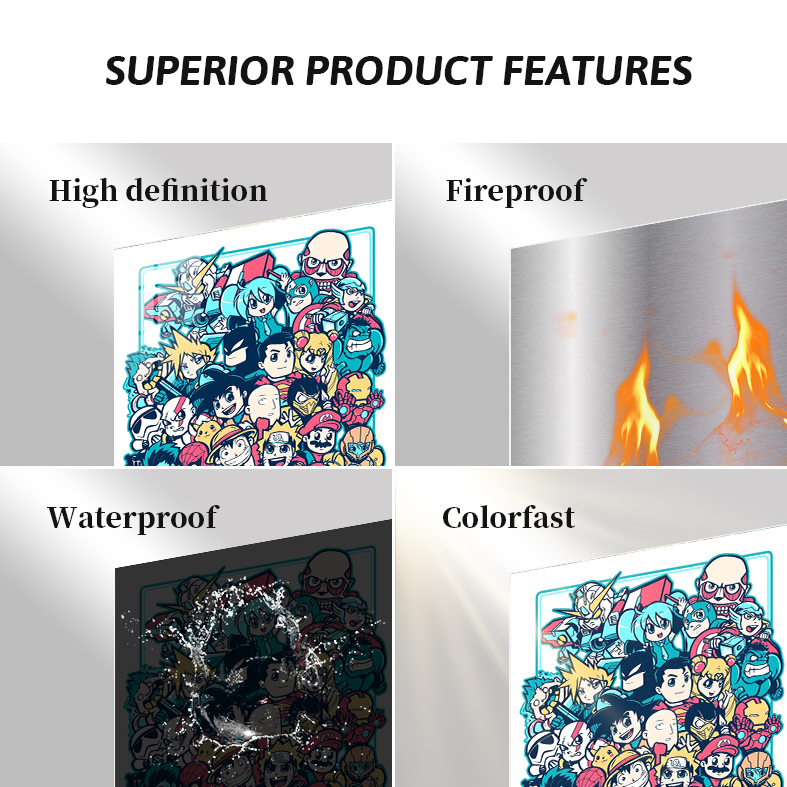 SUPERIOR PRODUCT FEATURES
High definition
Fireproof
Waterproof
Colorfast